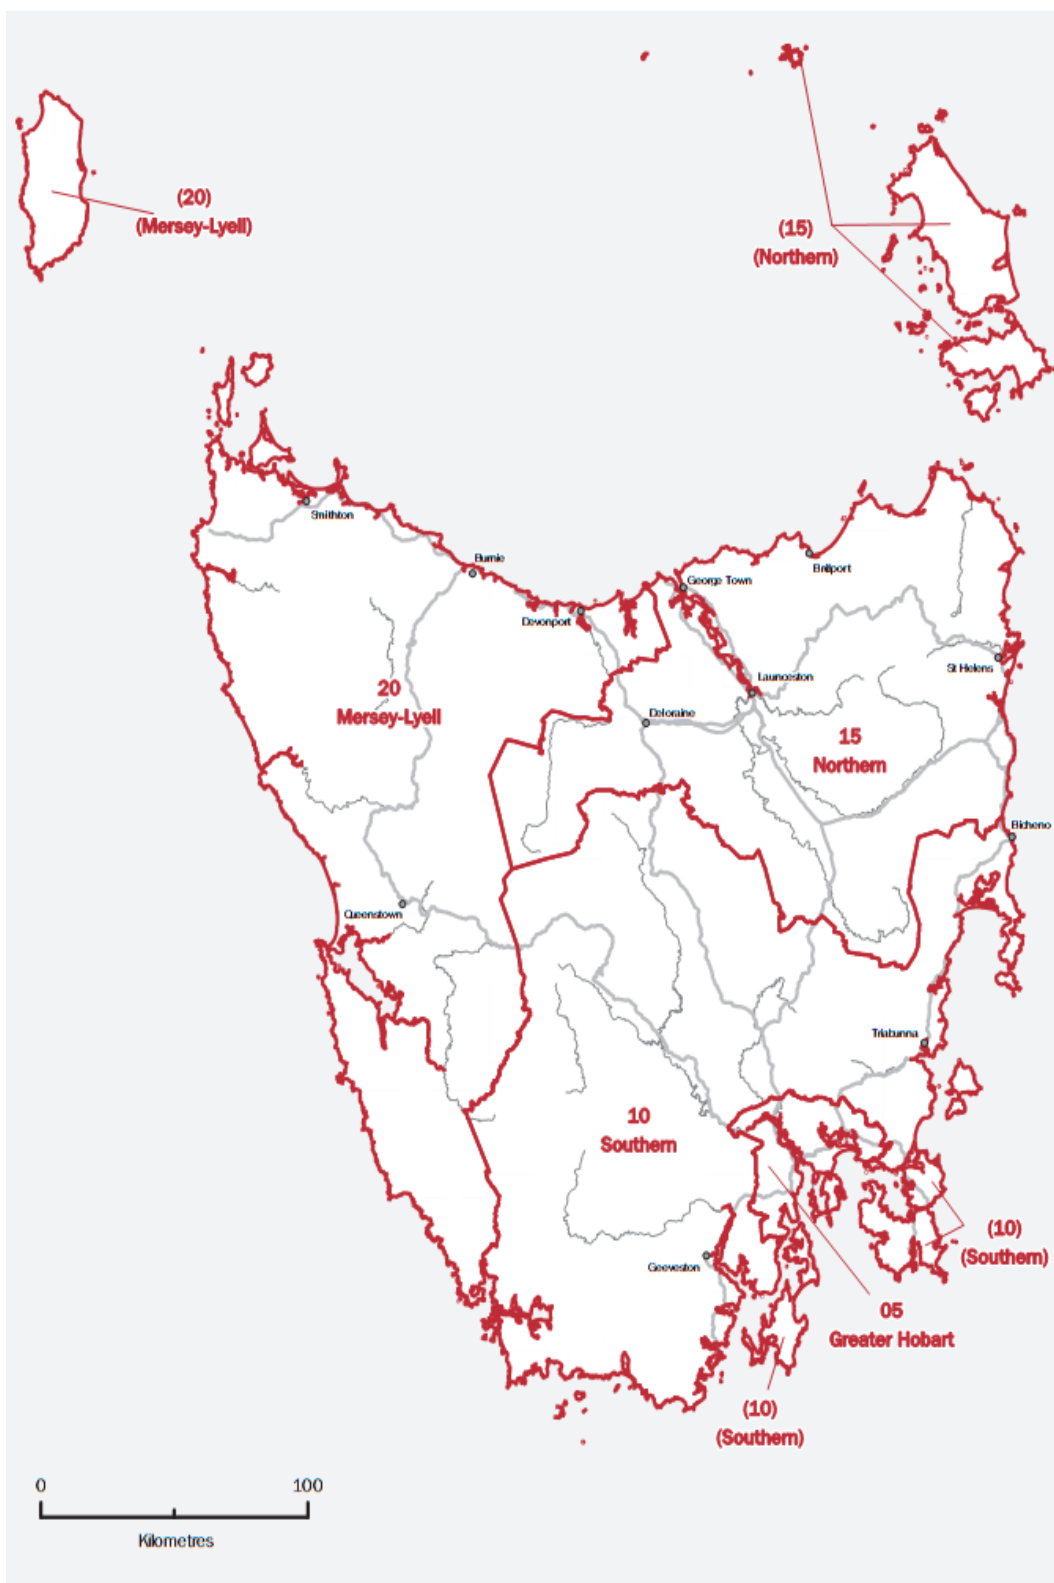 (20)
(Mersey-Lyell)
(15)
(Northern)
Smithton
Burnie
George Town
Bridport
Devonport
Launceston
St Helens
20
Mersey-Lyell
Deloraine
15
Northern
Bicheno
Queenstown
Triabunna
10
Southern
Geeveston
(10)
(Southern)
05
Greater Hobart
(10)
(Southern)
0 100
Kilometres